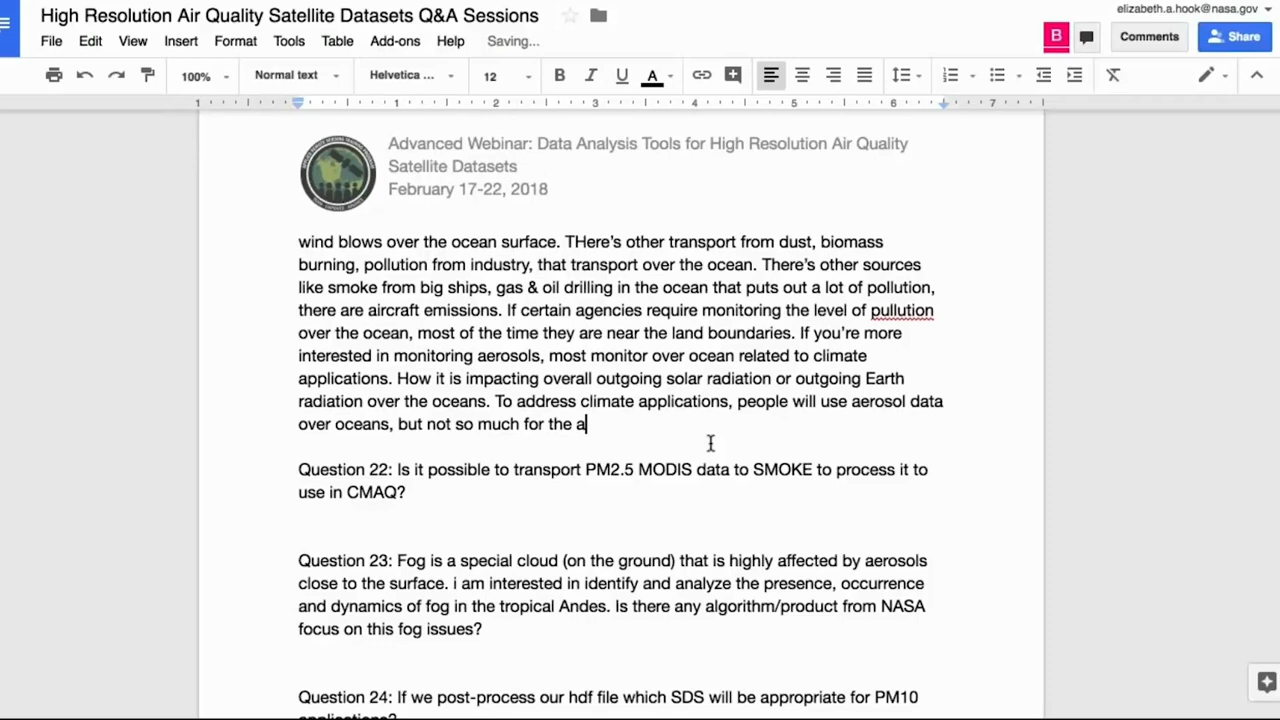 High Resolution Air Quality Satellite Datasets Q&A Sessions
elizabeth.a.hook@nasa.gov
File Edit View Insert Format Tools Table Add-ons Help Saving...
B Comments Share
100% Normal text Helvetica ... 12 B I U A
1 1 2 3 4 5 6 7
Advanced Webinar: Data Analysis Tools for High Resolution Air Quality
Satellite Datasets
February 17-22, 2018
wind blows over the ocean surface. THere's other transport from dust, biomass
burning, pollution from industry, that transport over the ocean. There's other sources
like smoke from big ships, gas & oil drilling in the ocean that puts out a lot of pollution,
there are aircraft emissions. If certain agencies require monitoring the level of pullution
over the ocean, most of the time they are near the land boundaries. If you're more
interested in monitoring aerosols, most monitor over ocean related to climate
applications. How it is impacting overall outgoing solar radiation or outgoing Earth
radiation over the oceans. To address climate applications, people will use aerosol data
over oceans, but not so much for the a
Question 22: Is it possible to transport PM2.5 MODIS data to SMOKE to process it to
use in CMAQ?
Question 23: Fog is a special cloud (on the ground) that is highly affected by aerosols
close to the surface. i am interested in identify and analyze the presence, occurrence
and dynamics of fog in the tropical Andes. Is there any algorithm/product from NASA
focus on this fog issues?
Question 24: If we post-process our hdf file which SDS will be appropriate for PM10
applications?